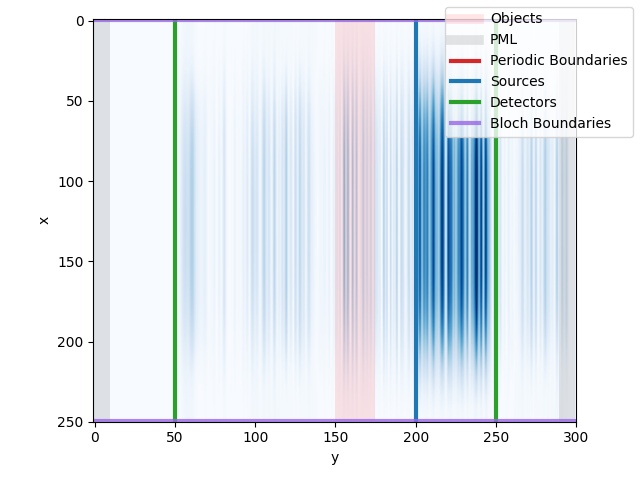 Objects
PML
Periodic Boundaries
Sources
Detectors
Bloch Boundaries
0
50
100
150
200
250
x
0
50
100
150
200
250
300
y